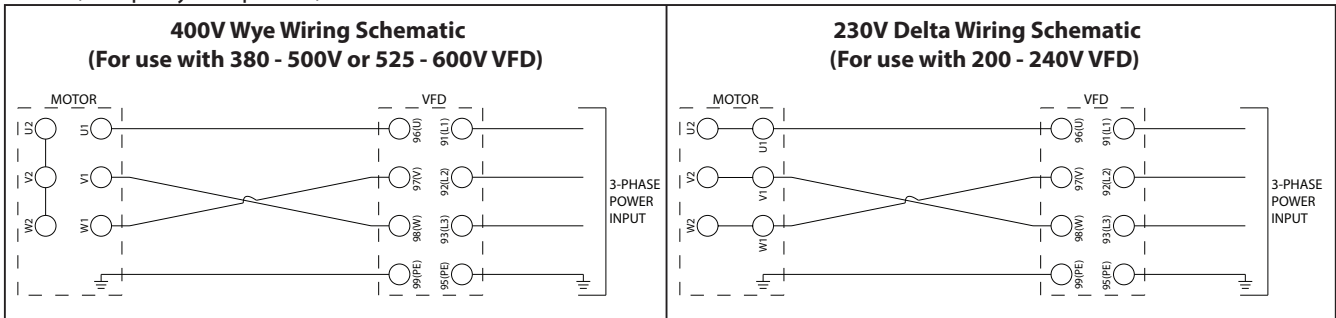 400V Wye Wiring Schematic
(For use with 380 - 500V or 525 - 600V VFD)
MOTOR
VFD
U2
U1
96(U)
91(L1)
V2
V1
97(V)
92(L2)
W2
W1
98(W)
93(L3)
99(PE)
95(PE)
3-PHASE
POWER
INPUT
230V Delta Wiring Schematic
(For use with 200 - 240V VFD)
MOTOR
VFD
U2
U1
96(U)
91(L1)
V2
V1
97(V)
92(L2)
W2
W1
98(W)
93(L3)
99(PE)
95(PE)
3-PHASE
POWER
INPUT